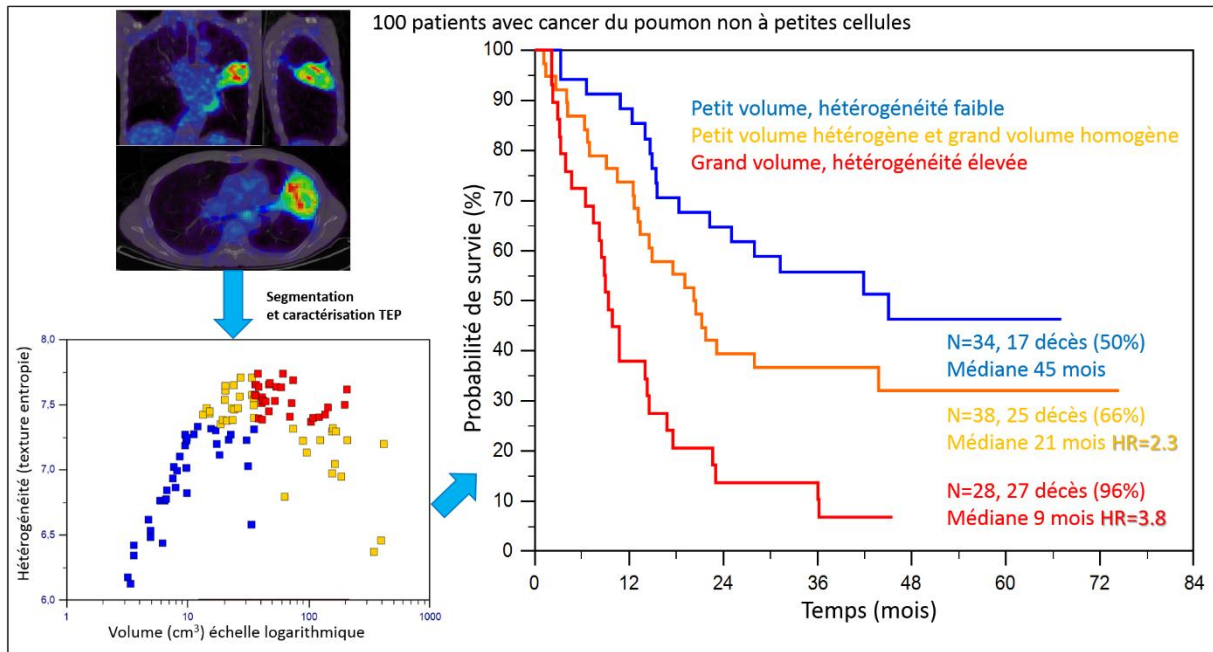 100 patients avec cancer du poumon non à petites cellules
Segmentation
et caractérisation TEP
Hétérogénéité (texture entropie)
8,0
7.5
7.0
6.5
6,0
1
10
100
1000
Volume (cm³) échelle logarithmique
Probabilité de survie (%)
100
90
80
70
60
50
40
30
20
10
0
0
12
24
36
48
60
72
84
Temps (mois)
Petit volume, hétérogénéité faible
Petit volume hétérogène et grand volume homogène
Grand volume, hétérogénéité élevée
N=34, 17 décès (50%)
Médiane 45 mois
N=38, 25 décès (66%)
Médiane 21 mois HR=2.3
N=28, 27 décès (96%)
Médiane 9 mois HR=3.8